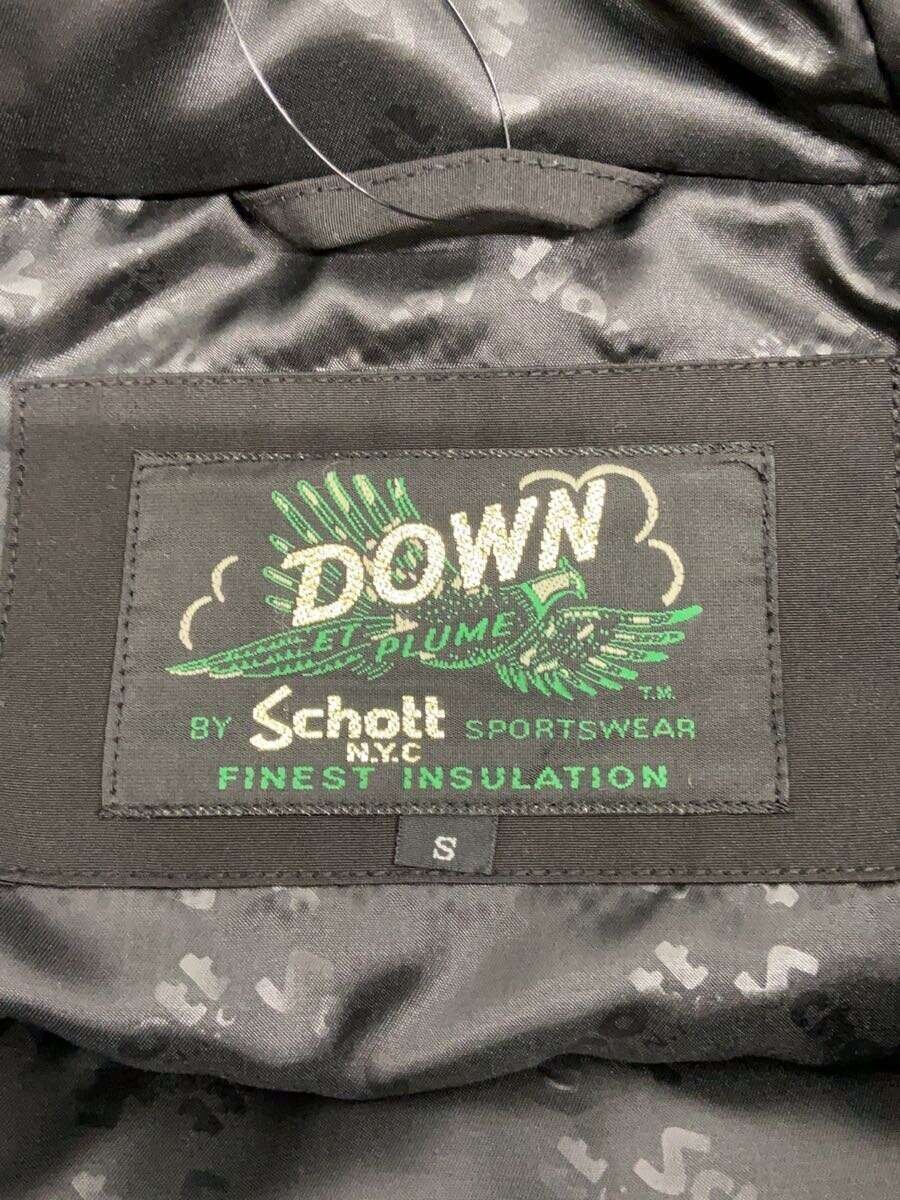 DOWN
ET PLUME
T.M.
BY Schott SPORTSWEAR
N.Y.C
FINEST INSULATION
S